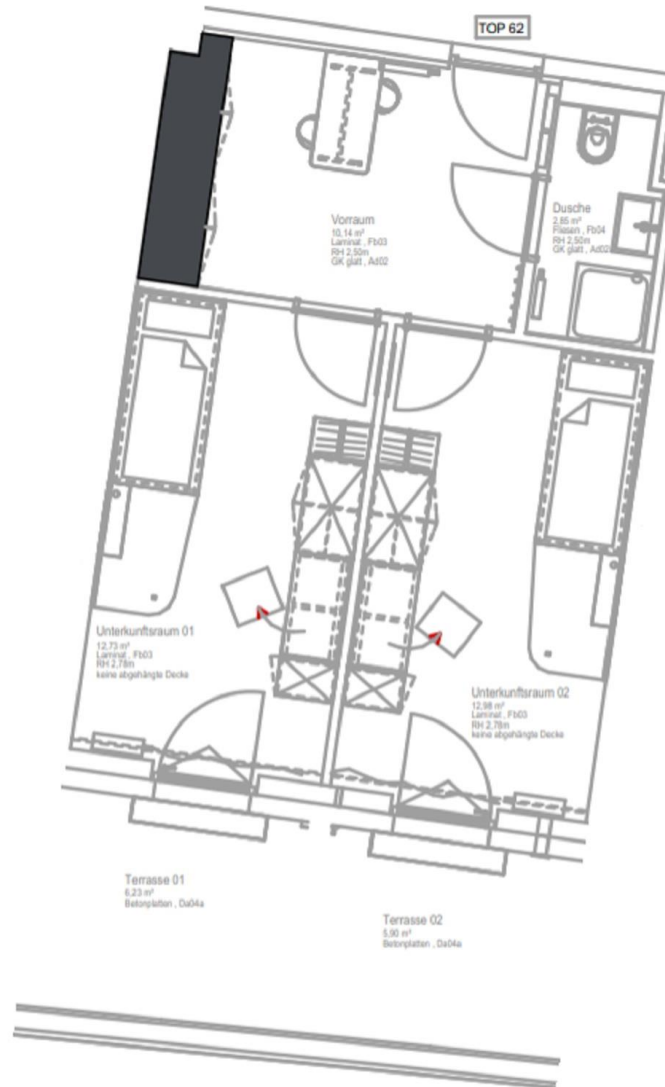 TOP 62
Vorraum
10,14 m²
Laminat , Fb03
RH 2,50m
GK glatt , Ad02
Dusche
2,85 m²
Fliesen , Fb04
RH 2,50m
GK glatt , Ad02
Unterkunftsraum 01
12,73 m²
Laminat , Fb03
RH 2,78m
keine abgehängte Decke
Unterkunftsraum 02
12,98 m²
Laminat , Fb03
RH 2,78m
keine abgehängte Decke
Terrasse 01
6,23 m²
Betonplatten , Da04a
Terrasse 02
5,90 m²
Betonplatten , Da04a